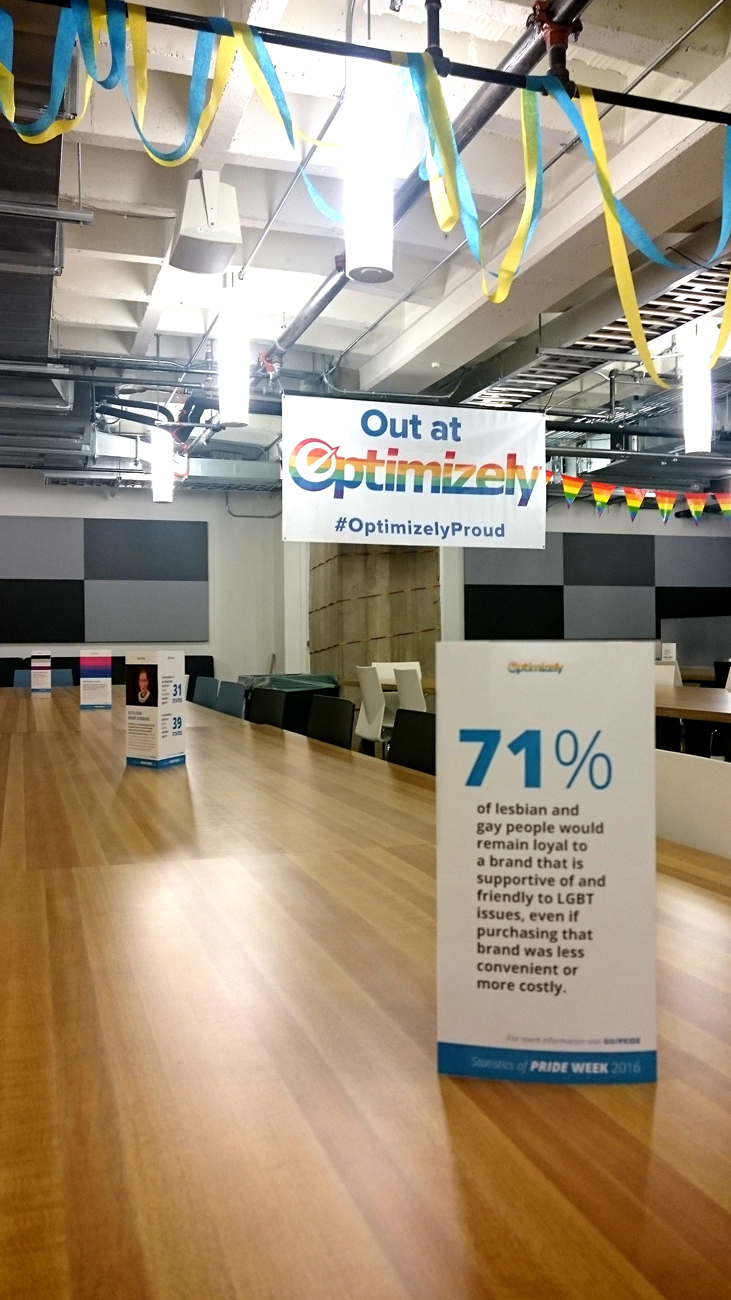 Out at
Optimizely
#OptimizelyProud
Optimizely
71%
of lesbian and
gay people would
remain loyal to
a brand that is
supportive of and
friendly to LGBT
issues, even if
purchasing that
brand was less
convenient or
more costly.
For more information visit GO/PRIDE
Statistics of PRIDE WEEK 2016
31
39